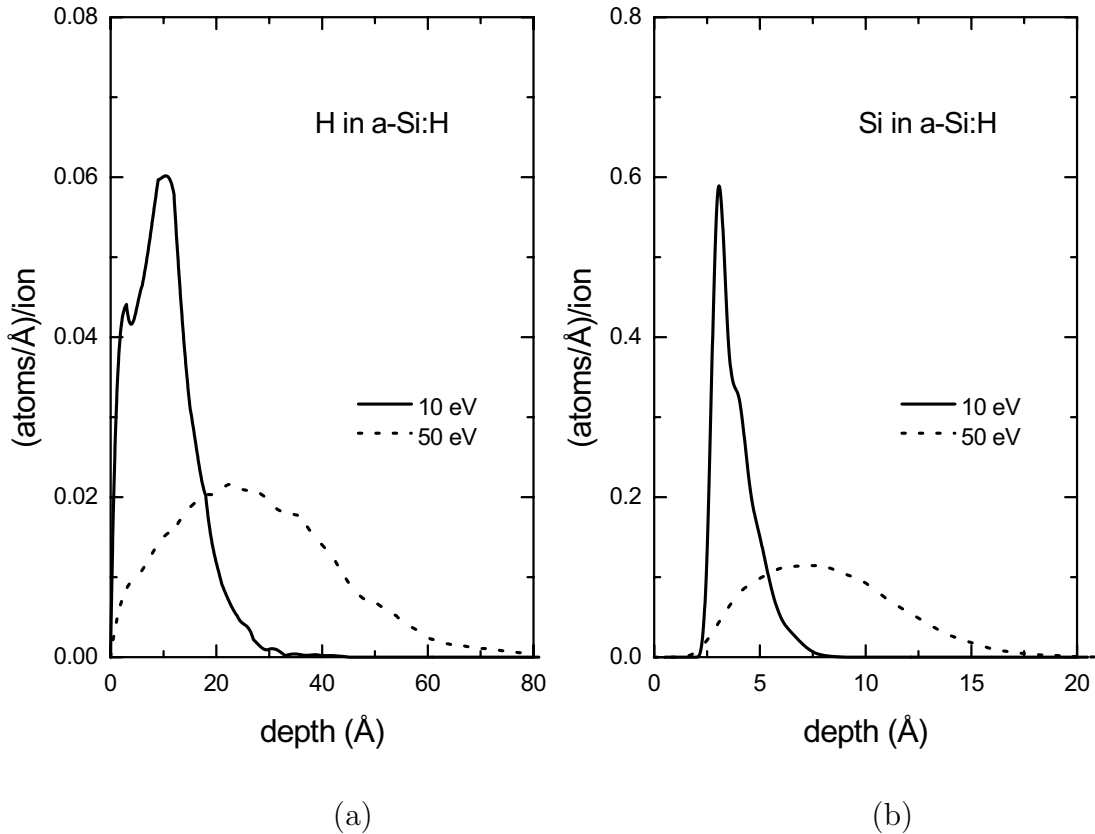 0.08
0.06
0.04
0.02
0.00
(atoms/Å)/ion
H in a-Si:H
10 eV
50 eV
0 20 40 60 80
depth (Å)
(a)
0.8
0.6
0.4
0.2
0.0
(atoms/Å)/ion
Si in a-Si:H
10 eV
50 eV
0 5 10 15 20
depth (Å)
(b)